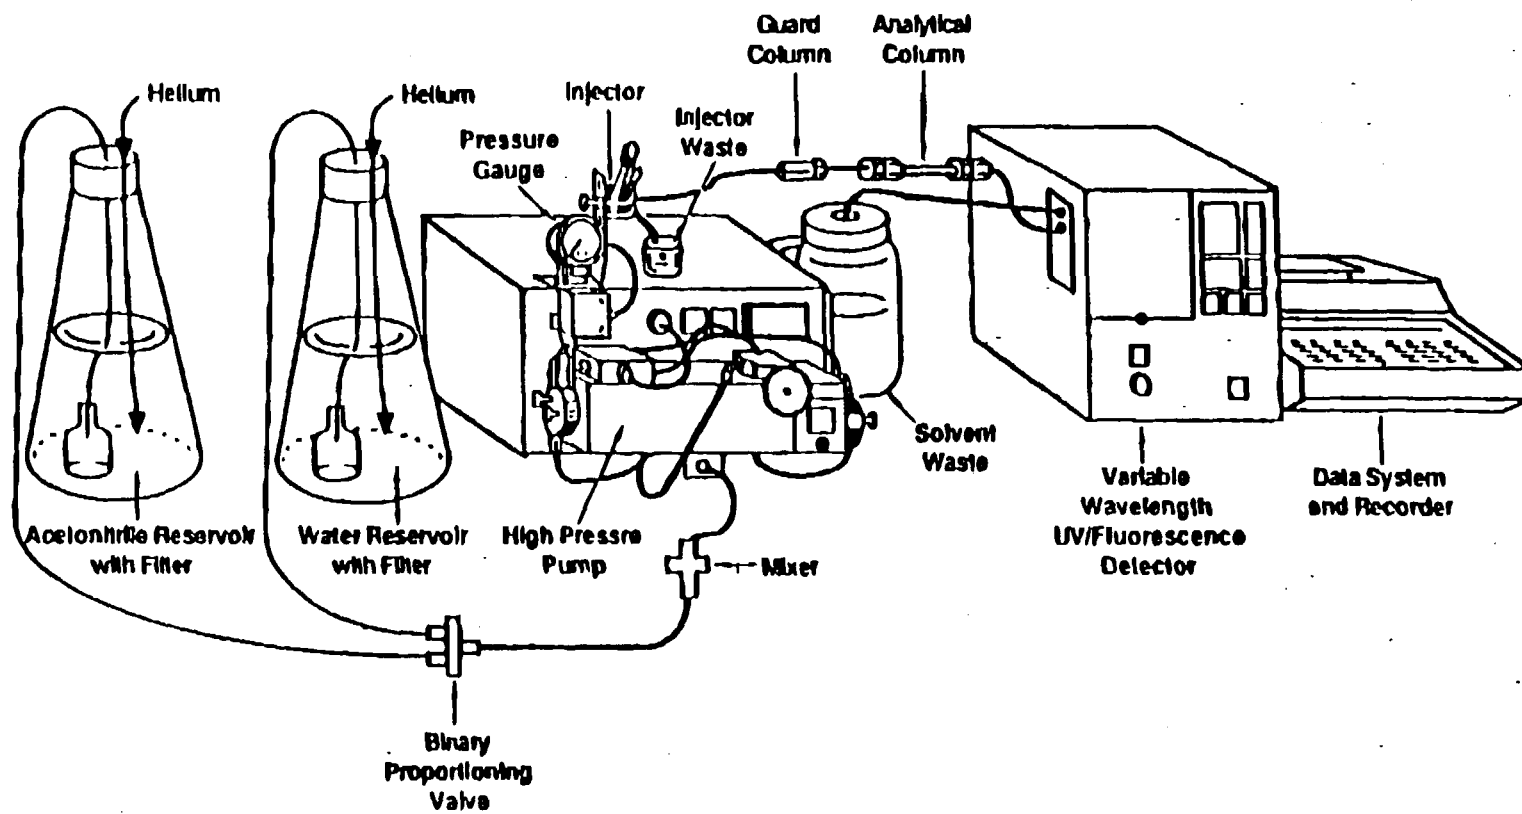 Guard
Column
Analytical
Column
Helium
Helium
Injector
Injector
Waste
Pressure
Gauge
Solvent
Waste
Variable
Wavelength
UV/Fluorescence
Detector
Data System
and Recorder
Acetonitrile Reservoir
with Filter
Water Reservoir
with Filter
High Pressre
Pump
Mixer
Binary
Proportioning
Valve